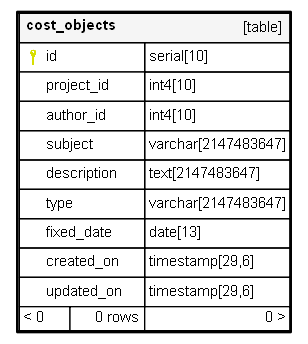 cost_objects [table]
id serial[10]
project_id int4[10]
author_id int4[10]
subject varchar[2147483647]
description text[2147483647]
type varchar[2147483647]
fixed_date date[13]
created_on timestamp[29,6]
updated_on timestamp[29,6]
< 0 0 rows 0 >